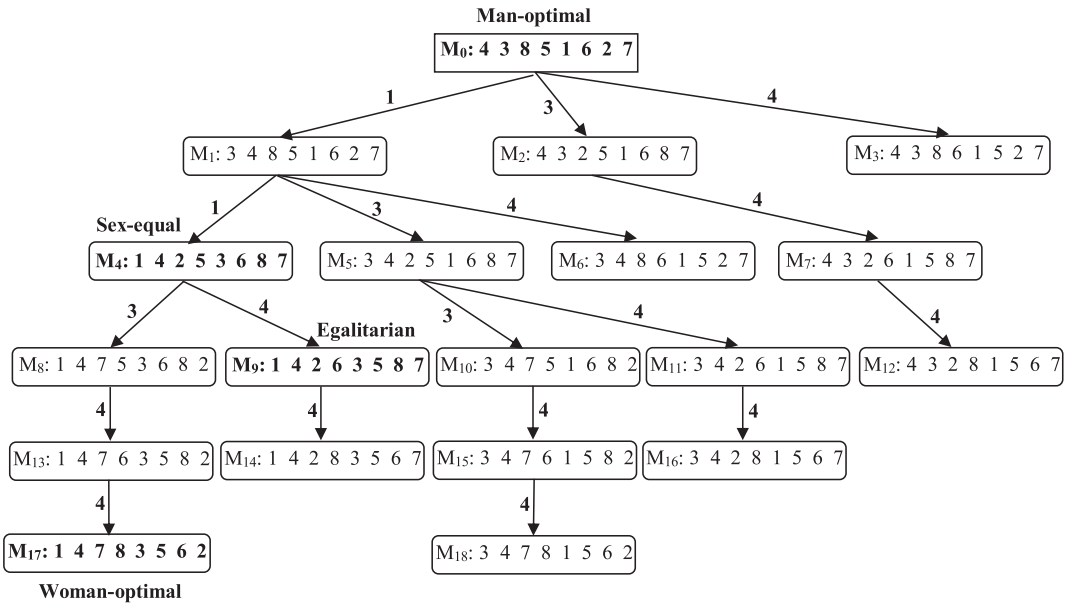 Man-optimal
M₀: 4 3 8 5 1 6 2 7
1
3
4
M₁: 3 4 8 5 1 6 2 7
M₂: 4 3 2 5 1 6 8 7
M₃: 4 3 8 6 1 5 2 7
1
3
4
4
Sex-equal
M₄: 1 4 2 5 3 6 8 7
M₅: 3 4 2 5 1 6 8 7
M₆: 3 4 8 6 1 5 2 7
M₇: 4 3 2 6 1 5 8 7
3
4
3
4
4
Egalitarian
M₈: 1 4 7 5 3 6 8 2
M₉: 1 4 2 6 3 5 8 7
M₁₀: 3 4 7 5 1 6 8 2
M₁₁: 3 4 2 6 1 5 8 7
M₁₂: 4 3 2 8 1 5 6 7
4
4
4
4
M₁₃: 1 4 7 6 3 5 8 2
M₁₄: 1 4 2 8 3 5 6 7
M₁₅: 3 4 7 6 1 5 8 2
M₁₆: 3 4 2 8 1 5 6 7
4
4
M₁₇: 1 4 7 8 3 5 6 2
M₁₈: 3 4 7 8 1 5 6 2
Woman-optimal